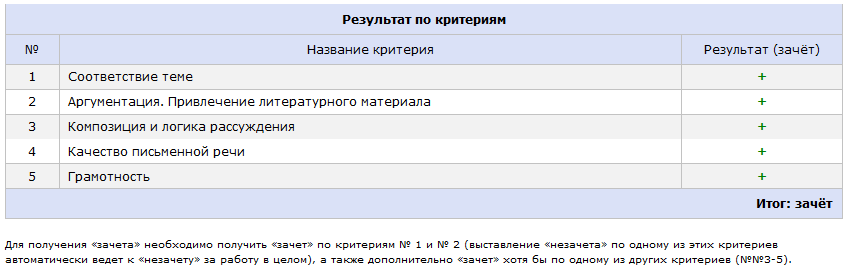 Результат по критериям
№ Название критерия Результат (зачёт)
1 Соответствие теме +
2 Аргументация. Привлечение литературного материала +
3 Композиция и логика рассуждения +
4 Качество письменной речи +
5 Грамотность +
Итог: зачёт
Для получения «зачета» необходимо получить «зачет» по критериям № 1 и № 2 (выставление «незачета» по одному из этих критериев
автоматически ведет к «незачету» за работу в целом), а также дополнительно «зачет» хотя бы по одному из других критериев (№№3-5).